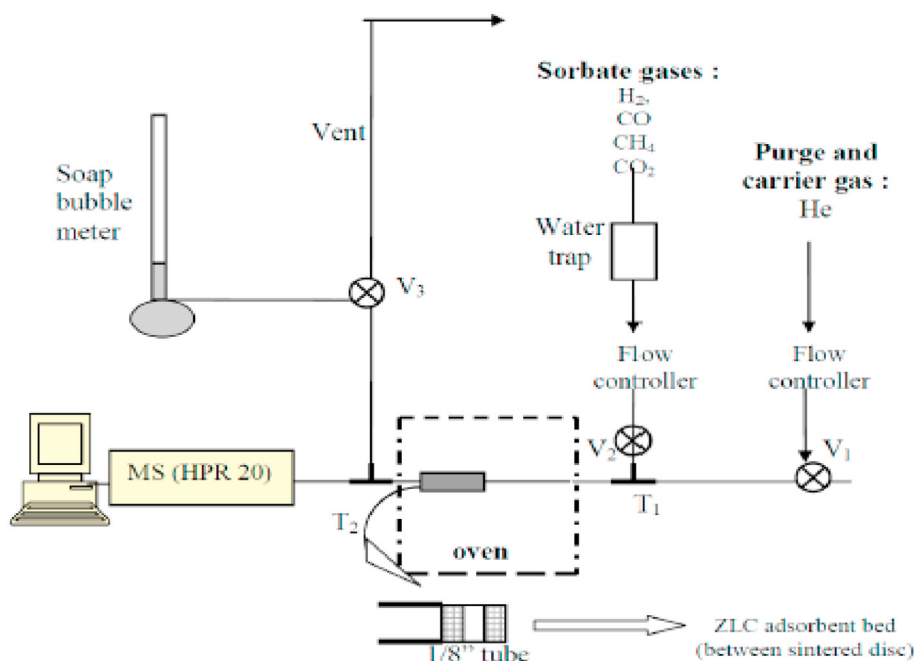 Sorbate gases :
H2,
CO
CH4
CO2
Vent
Purge and
carrier gas :
He
Soap
bubble
meter
Water
trap
V3
Flow
controller
Flow
controller
V2
V1
MS (HPR 20)
T1
T2
oven
1/8” tube
ZLC adsorbent bed
(between sintered disc)